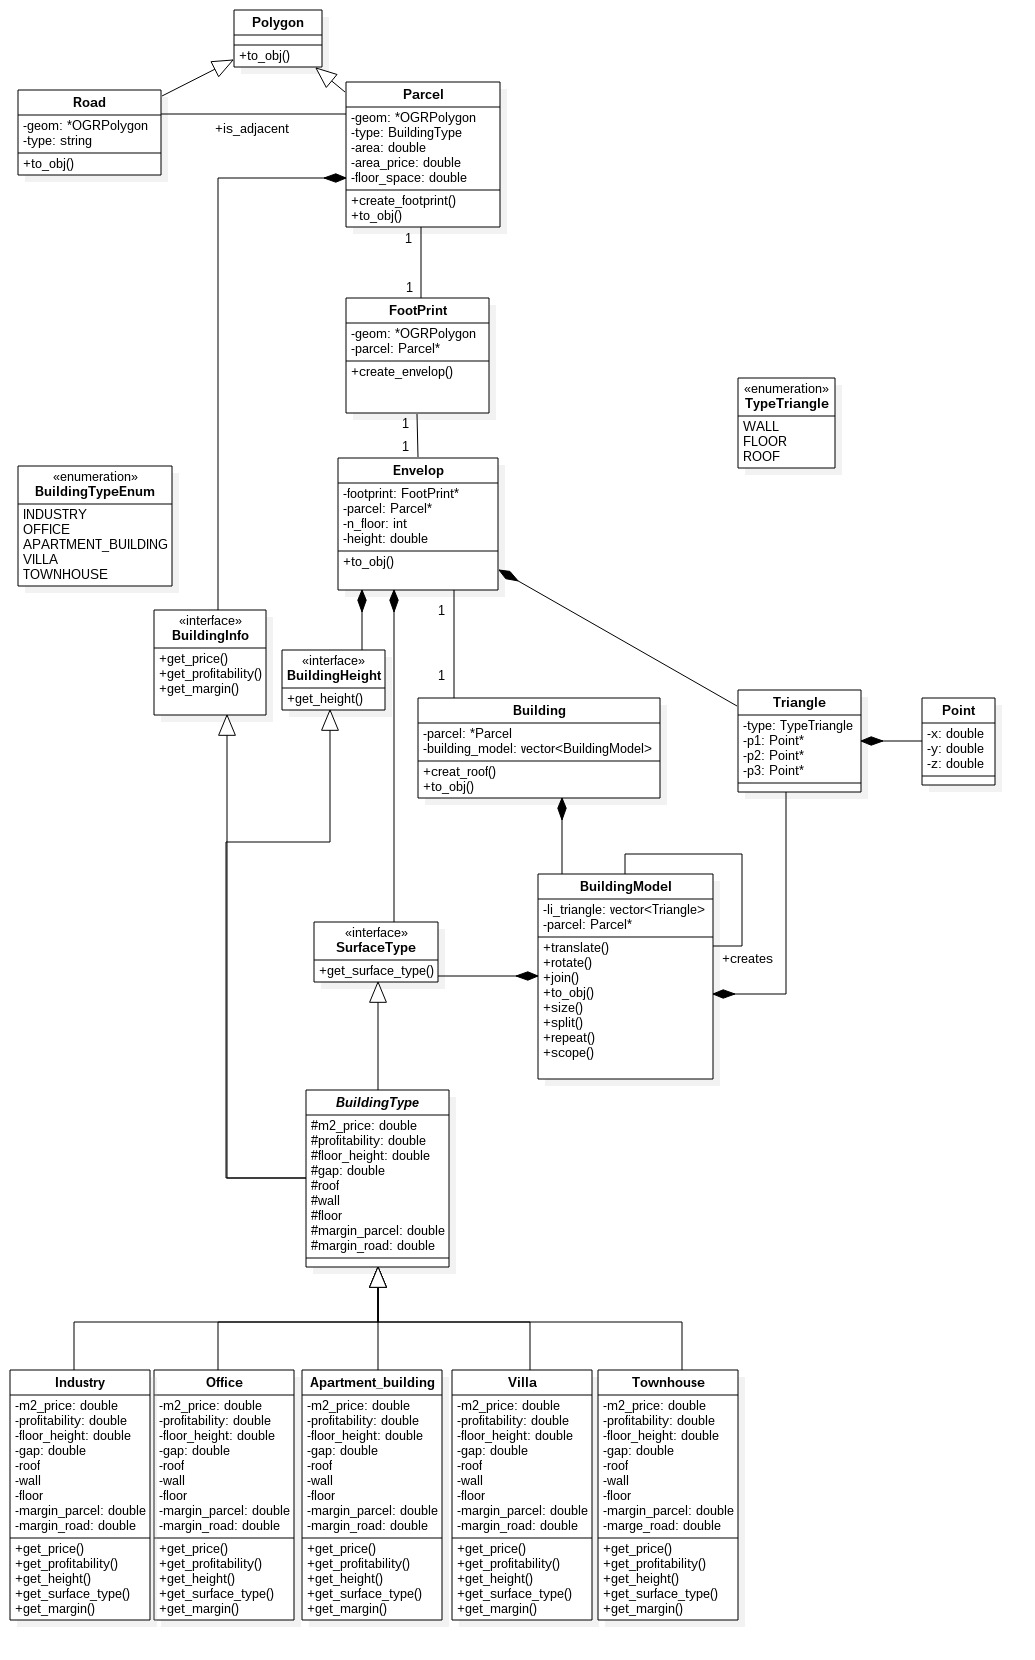 Polygon
+to_obj()
Road
-geom: *OGRPolygon
-type: string
+to_obj()
+is_adjacent
Parcel
-geom: *OGRPolygon
-type: BuildingType
-area: double
-area_price: double
-floor_space: double
+create_footprint()
+to_obj()
1
1
FootPrint
-geom: *OGRPolygon
-parcel: Parcel*
+create_envelop()
1
1
«enumeration»
TypeTriangle
WALL
FLOOR
ROOF
«enumeration»
BuildingTypeEnum
INDUSTRY
OFFICE
APARTMENT_BUILDING
VILLA
TOWNHOUSE
Envelop
-footprint: FootPrint*
-parcel: Parcel*
-n_floor: int
-height: double
+to_obj()
1
1
«interface»
BuildingInfo
+get_price()
+get_profitability()
+get_margin()
«interface»
BuildingHeight
+get_height()
Building
-parcel: *Parcel
-building_model: vector<BuildingModel>
+creat_roof()
+to_obj()
Triangle
-type: TypeTriangle
-p1: Point*
-p2: Point*
-p3: Point*
Point
-x: double
-y: double
-z: double
BuildingModel
-li_triangle: vector<Triangle>
-parcel: Parcel*
+translate()
+rotate()
+join()
+to_obj()
+size()
+split()
+repeat()
+scope()
+creates
«interface»
SurfaceType
+get_surface_type()
BuildingType
#m2_price: double
#profitability: double
#floor_height: double
#gap: double
#roof
#wall
#floor
#margin_parcel: double
#margin_road: double
Industry
-m2_price: double
-profitability: double
-floor_height: double
-gap: double
-roof
-wall
-floor
-margin_parcel: double
-margin_road: double
+get_price()
+get_profitability()
+get_height()
+get_surface_type()
+get_margin()
Office
-m2_price: double
-profitability: double
-floor_height: double
-gap: double
-roof
-wall
-floor
-margin_parcel: double
-margin_road: double
+get_price()
+get_profitability()
+get_height()
+get_surface_type()
+get_margin()
Apartment_building
-m2_price: double
-profitability: double
-floor_height: double
-gap: double
-roof
-wall
-floor
-margin_parcel: double
-margin_road: double
+get_price()
+get_profitability()
+get_height()
+get_surface_type()
+get_margin()
Villa
-m2_price: double
-profitability: double
-floor_height: double
-gap: double
-roof
-wall
-floor
-margin_parcel: double
-margin_road: double
+get_price()
+get_profitability()
+get_height()
+get_surface_type()
+get_margin()
Townhouse
-m2_price: double
-profitability: double
-floor_height: double
-gap: double
-roof
-wall
-floor
-margin_parcel: double
-marge_road: double
+get_price()
+get_profitability()
+get_height()
+get_surface_type()
+get_margin()